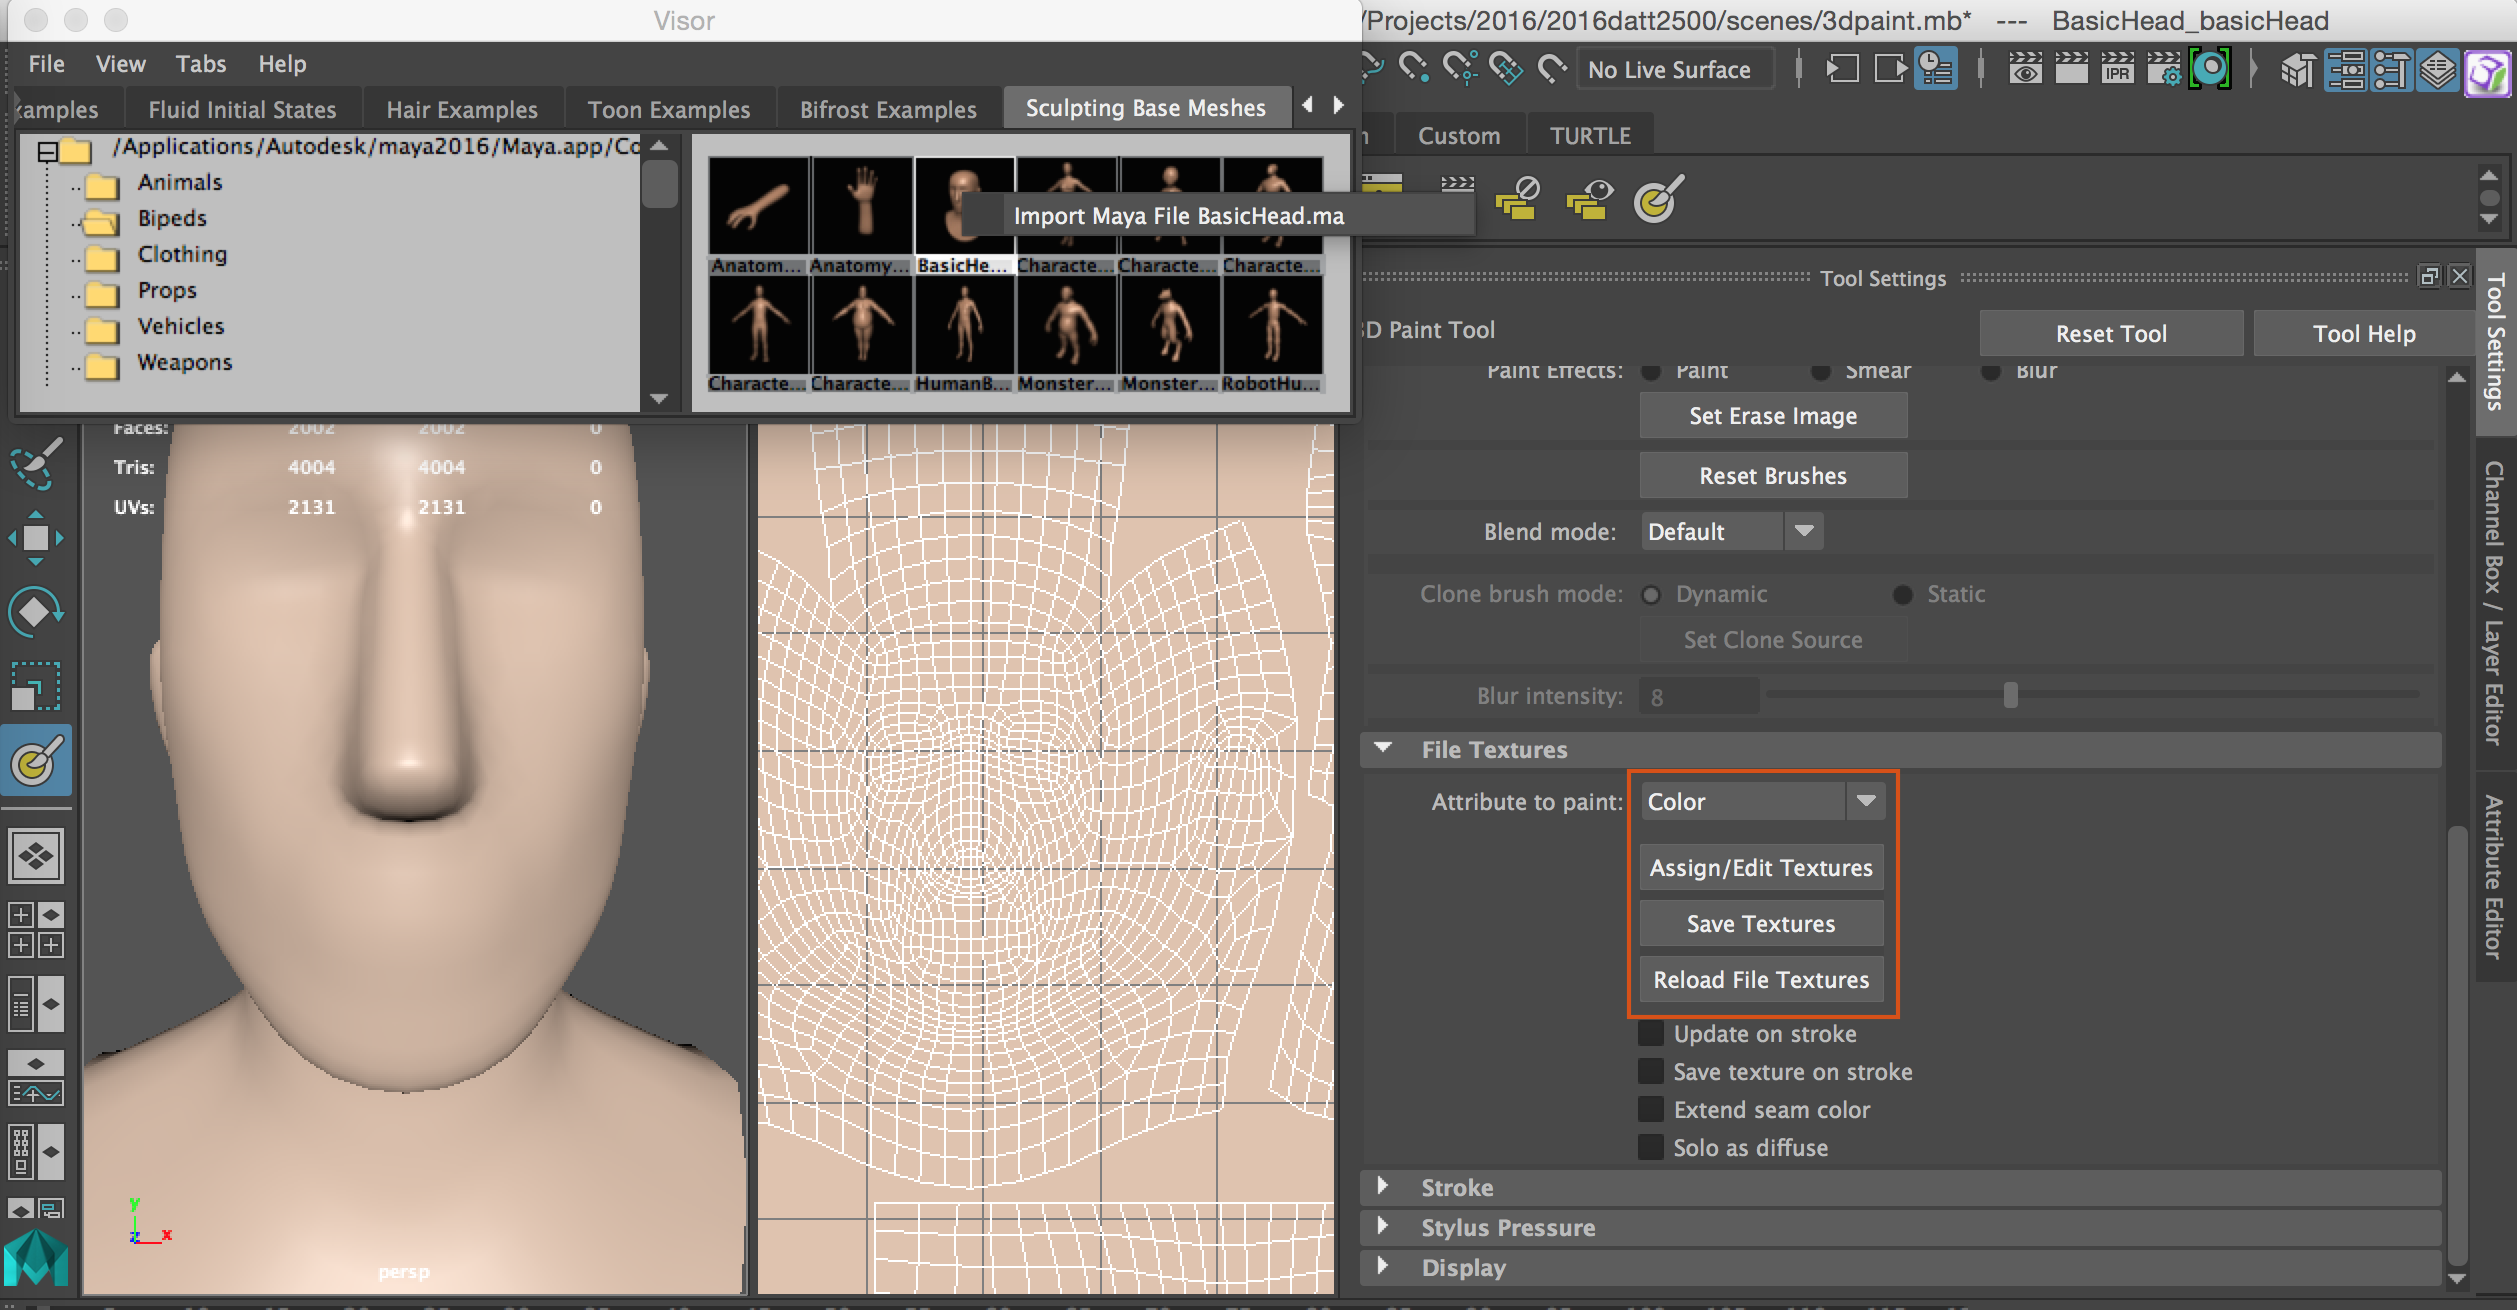 Visor
/Projects/2016/2016datt2500/scenes/3dpaint.mb* --- BasicHead_basicHead
File View Tabs Help
No Live Surface
IPR
xamples Fluid Initial States Hair Examples Toon Examples Bifrost Examples Sculpting Base Meshes
Custom TURTLE
/Applications/Autodesk/maya2016/Maya.app/Co
Animals
Bipeds
Clothing
Props
Vehicles
Weapons
Import Maya File BasicHead.ma
Anatom... Anatomy... BasicHe... Characte... Characte... Characte...
Characte... Characte... HumanB... Monster... Monster... RobotHu...
Tool Settings
3D Paint Tool
Reset Tool Tool Help
Paint Effects: Paint Smear Blur
Set Erase Image
Reset Brushes
Blend mode: Default
Clone brush mode: Dynamic Static
Set Clone Source
Blur intensity: 8
File Textures
Attribute to paint: Color
Assign/Edit Textures
Save Textures
Reload File Textures
Update on stroke
Save texture on stroke
Extend seam color
Solo as diffuse
Stroke
Stylus Pressure
Display
Tool Settings
Channel Box / Layer Editor
Attribute Editor
Faces: 2002 2002 0
Tris: 4004 4004 0
UVs: 2131 2131 0
y
z x
persp